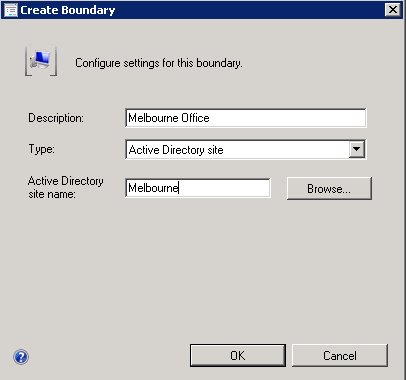 Create Boundary
Configure settings for this boundary.
Description: Melbourne Office
Type: Active Directory site
Active Directory
site name: Melbourne Browse...
OK Cancel